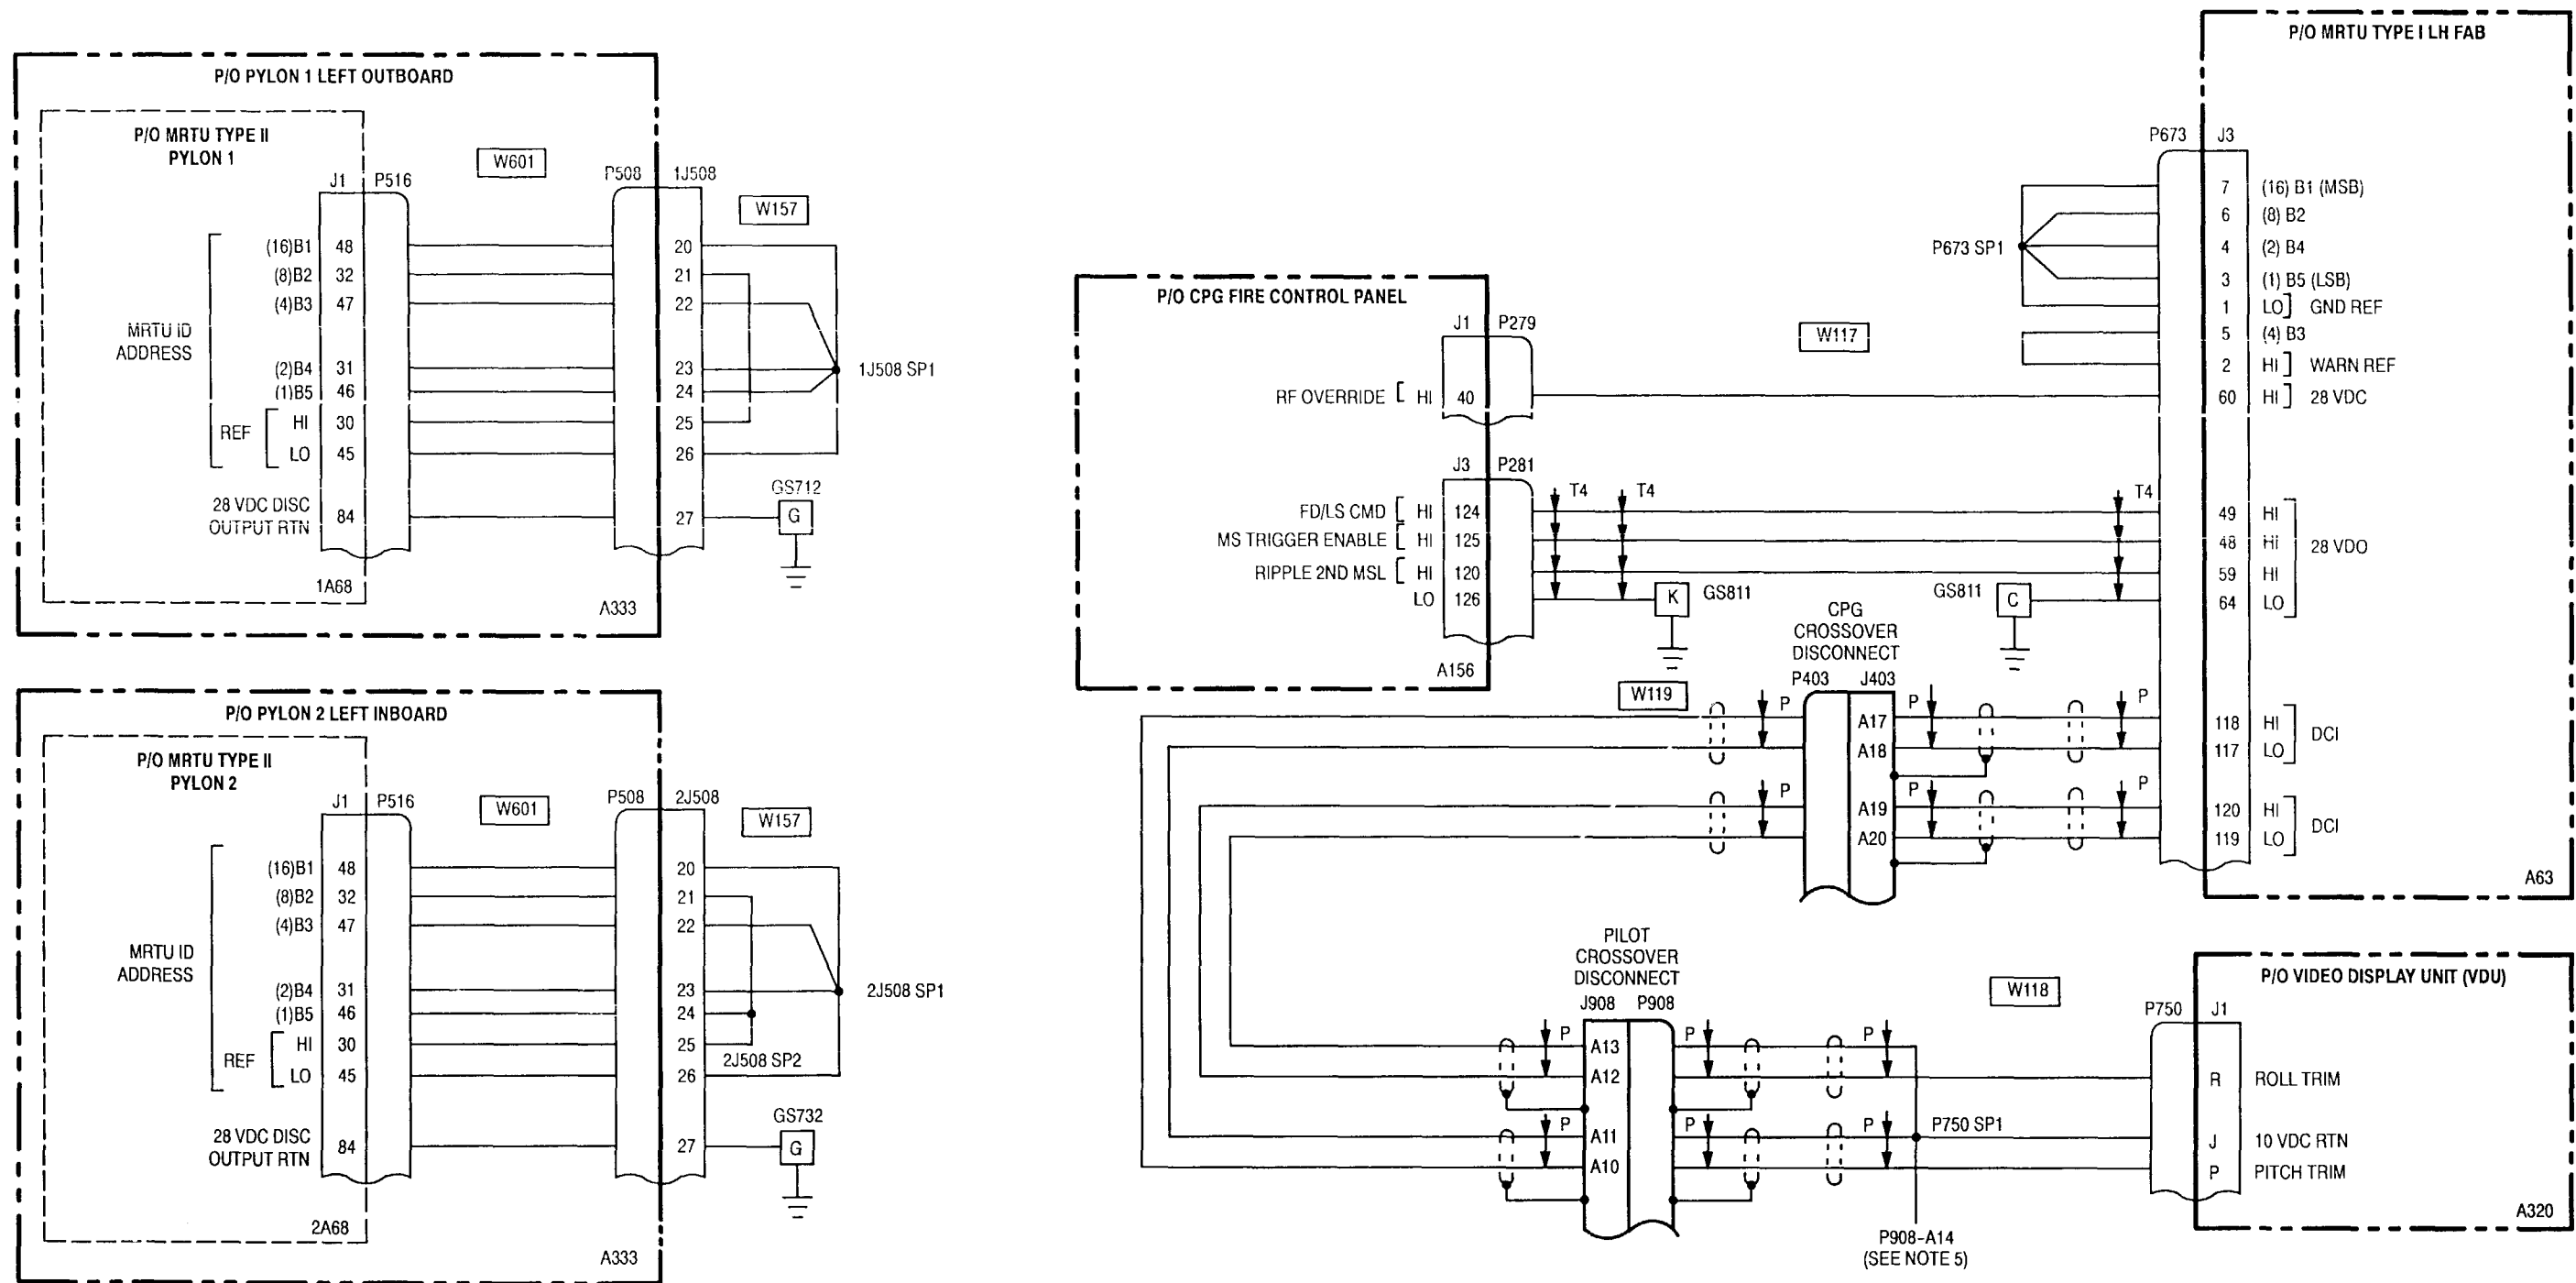 P/O PYLON 1 LEFT OUTBOARD
P/O MRTU TYPE II
PYLON 1
W601
J1 P516
P508 1J508
W157
MRTU ID
ADDRESS
(16)B1 48 20
(8)B2 32 21
(4)B3 47 22
(2)B4 31 23
(1)B5 46 24
1J508 SP1
REF
HI 30 25
LO 45 26
28 VDC DISC
OUTPUT RTN
84 27
GS712
G
1A68
A333
P/O PYLON 2 LEFT INBOARD
P/O MRTU TYPE II
PYLON 2
W601
J1 P516
P508 2J508
W157
MRTU ID
ADDRESS
(16)B1 48 20
(8)B2 32 21
(4)B3 47 22
(2)B4 31 23
(1)B5 46 24
2J508 SP1
REF
HI 30 25
2J508 SP2
LO 45 26
28 VDC DISC
OUTPUT RTN
84 27
GS732
G
2A68
A333
P/O CPG FIRE CONTROL PANEL
J1 P279
RF OVERRIDE [ HI 40
W117
J3 P281
FD/LS CMD [ HI 124
MS TRIGGER ENABLE [ HI 125
RIPPLE 2ND MSL [ HI 120
LO 126
T4 T4 T4
K GS811
GS811 C
A156
P/O MRTU TYPE I LH FAB
P673 J3
P673 SP1
7 (16) B1 (MSB)
6 (8) B2
4 (2) B4
3 (1) B5 (LSB)
1 LO] GND REF
5 (4) B3
2 HI ] WARN REF
60 HI ] 28 VDC
49 HI
48 HI
28 VDO
59 HI
64 LO
118 HI
117 LO
DCI
120 HI
119 LO
DCI
A63
CPG
CROSSOVER
DISCONNECT
P403 J403
W119
P A17 P P
A18
P A19 P P
A20
PILOT
CROSSOVER
DISCONNECT
J908 P908
P A13 P P
A12
P A11 P P
A10
W118
P750 SP1
P908-A14
(SEE NOTE 5)
P/O VIDEO DISPLAY UNIT (VDU)
P750 J1
R ROLL TRIM
J 10 VDC RTN
P PITCH TRIM
A320